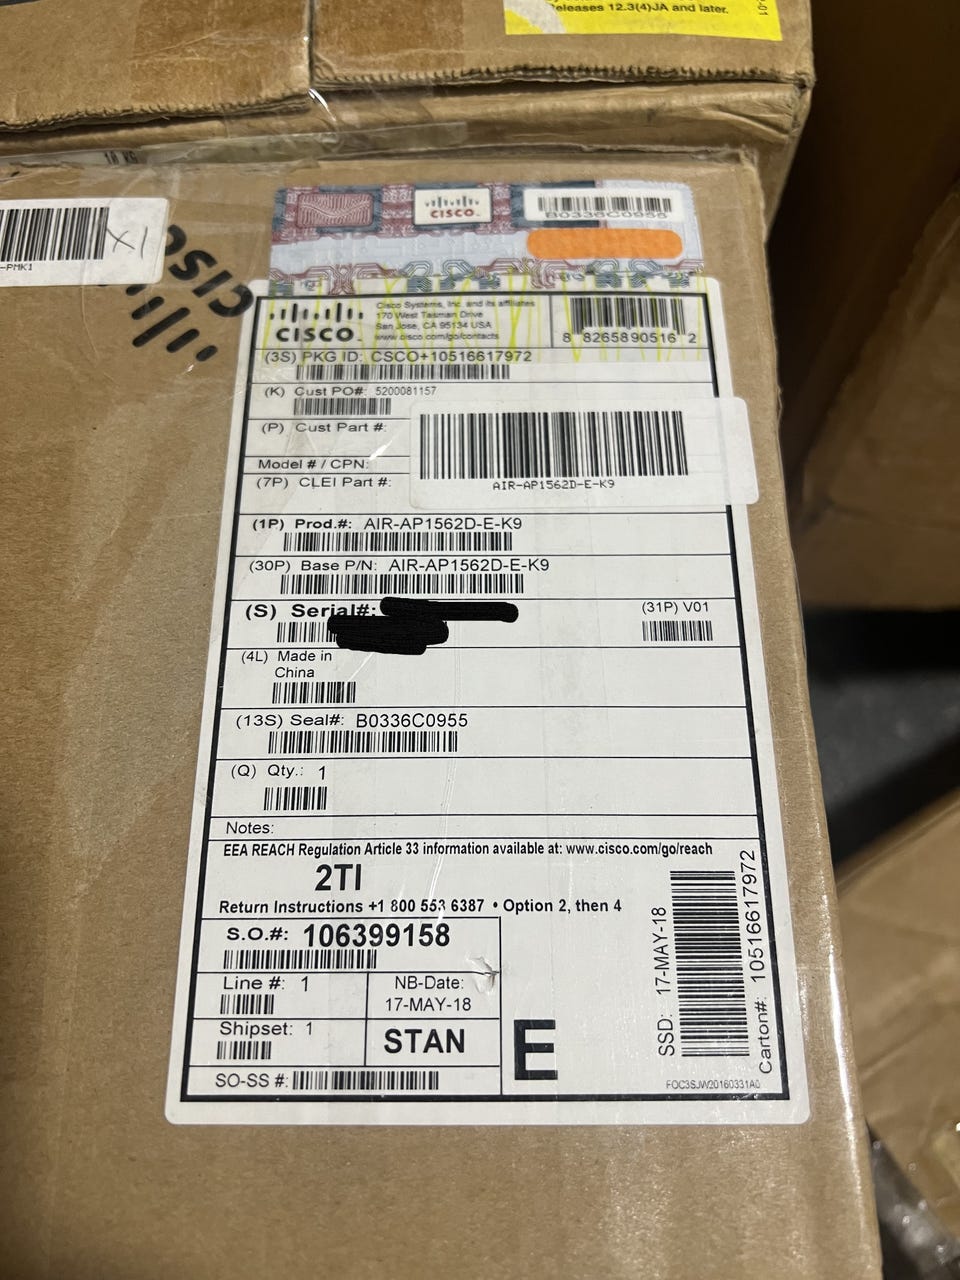 Releases 12.3(4)JA and later.
-01
18 KG
CISCO
B0336C0955
-PMK1
X1
CISCO
CISCO
Cisco Systems, Inc. and its affiliates
170 West Tasman Drive
San Jose, CA 95134 USA
www.cisco.com/go/contacts
8 82658 90516 2
(3S) PKG ID: CSCO+10516617972
(K) Cust PO#: 5200081157
(P) Cust Part #:
Model # / CPN:
(7P) CLEI Part #:
AIR-AP1562D-E-K9
(1P) Prod.#: AIR-AP1562D-E-K9
(30P) Base P/N: AIR-AP1562D-E-K9
(S) Serial#:
(31P) V01
(4L) Made in
China
(13S) Seal#: B0336C0955
(Q) Qty.: 1
Notes:
EEA REACH Regulation Article 33 information available at: www.cisco.com/go/reach
2TI
Return Instructions +1 800 553 6387 • Option 2, then 4
S.O.#: 106399158
Line #: 1
NB-Date:
17-MAY-18
Shipset: 1
STAN
SO-SS #:
E
SSD: 17-MAY-18
Carton#: 10516617972
FOC3SJW20160331A0